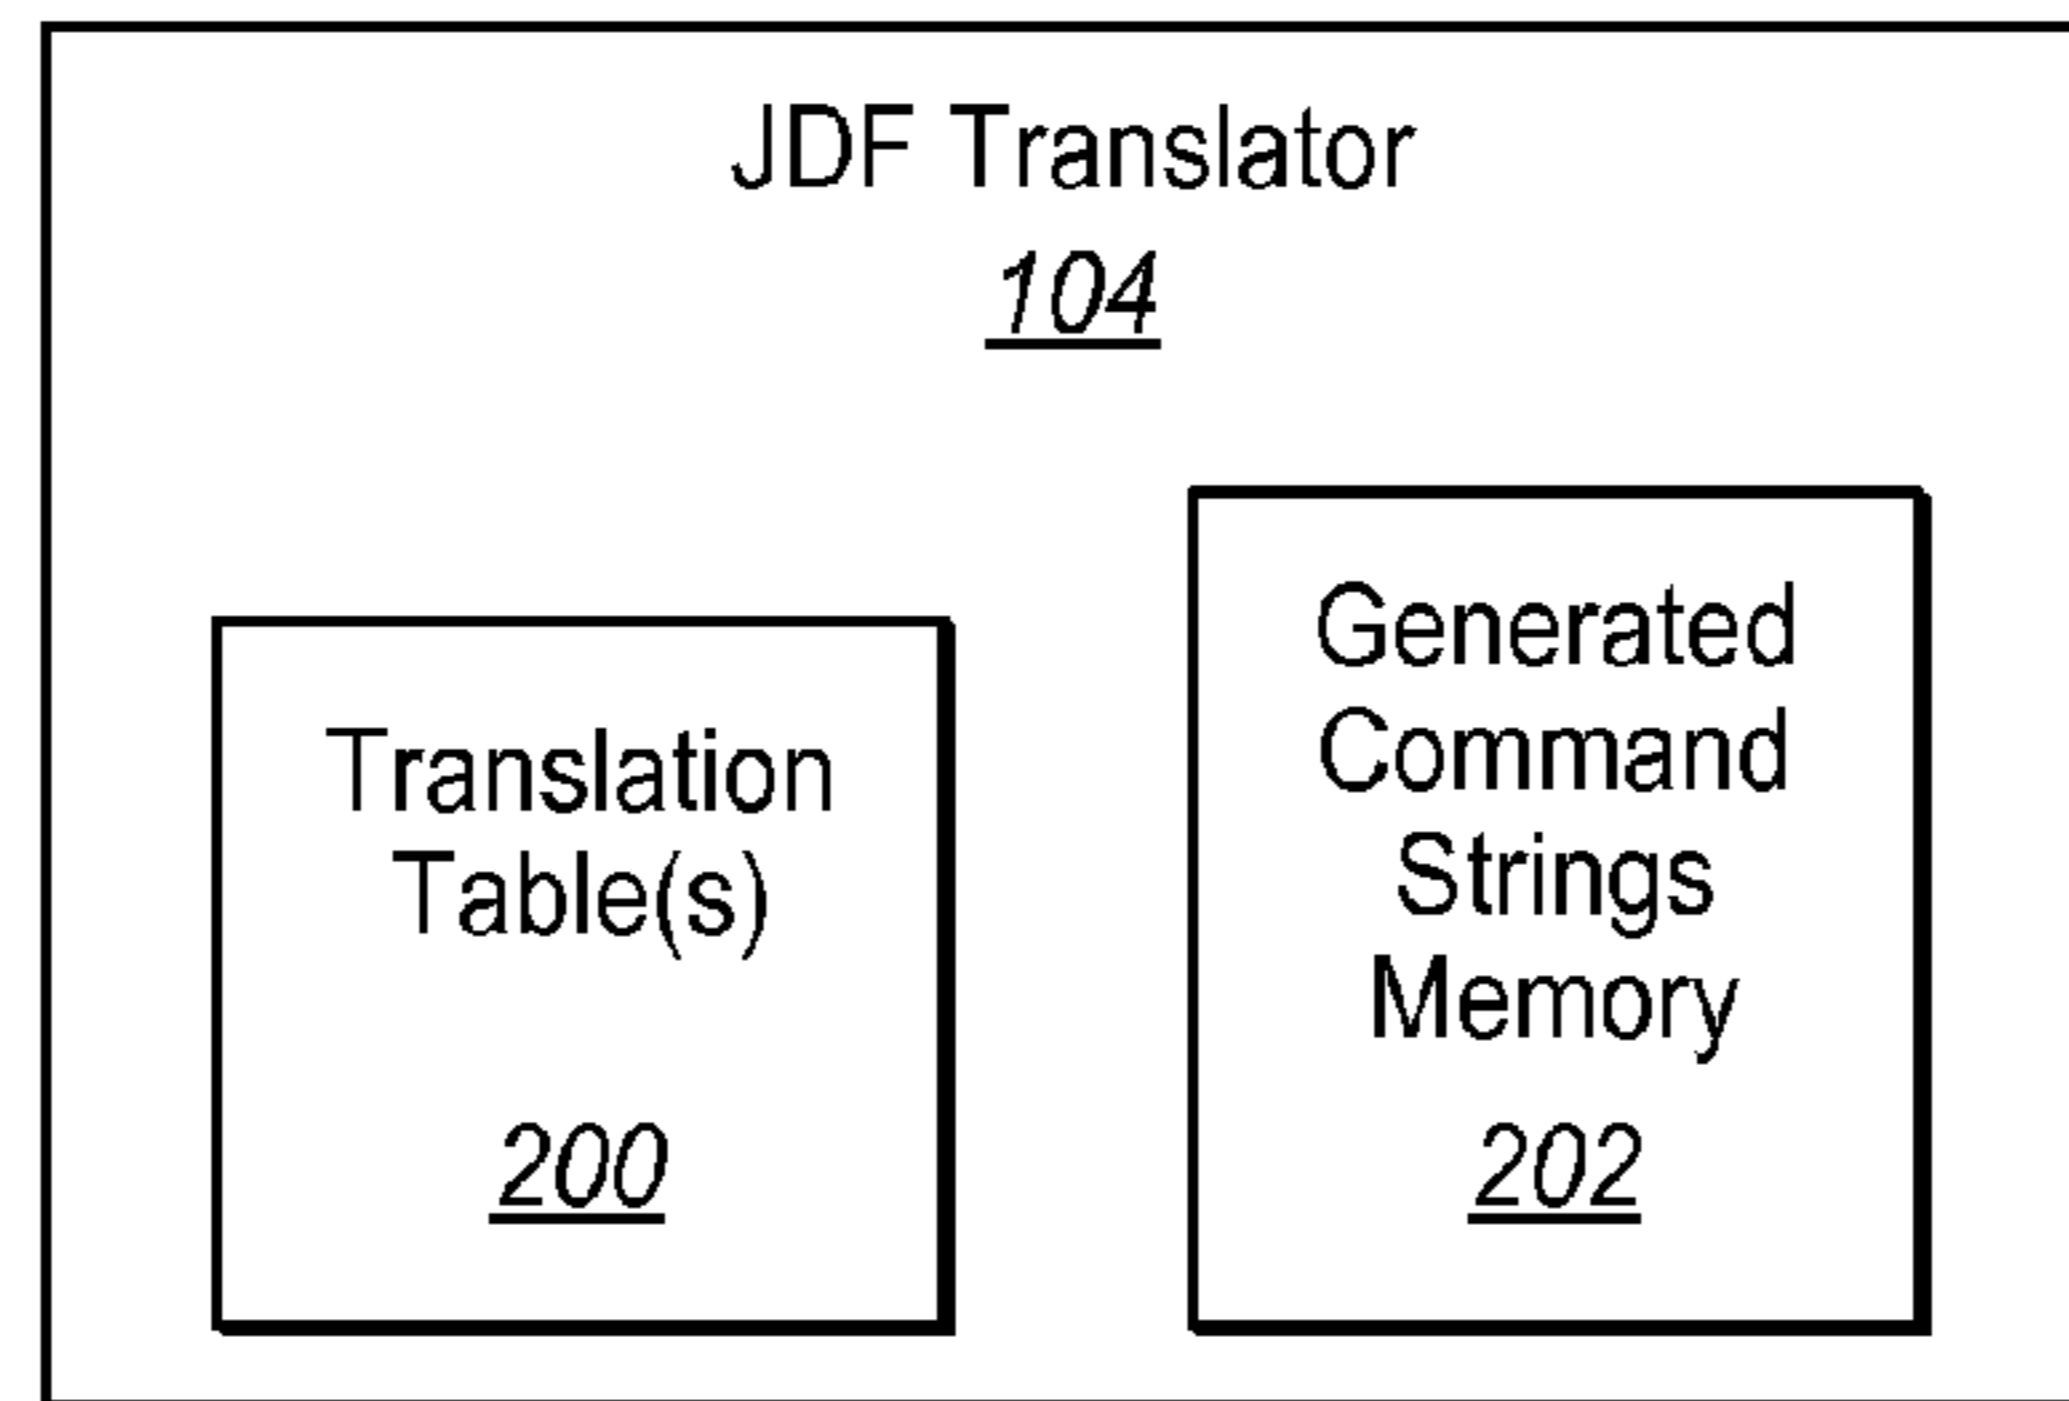 JDF Translator
104
Translation
Table(s)
200
Generated
Command
Strings
Memory
202